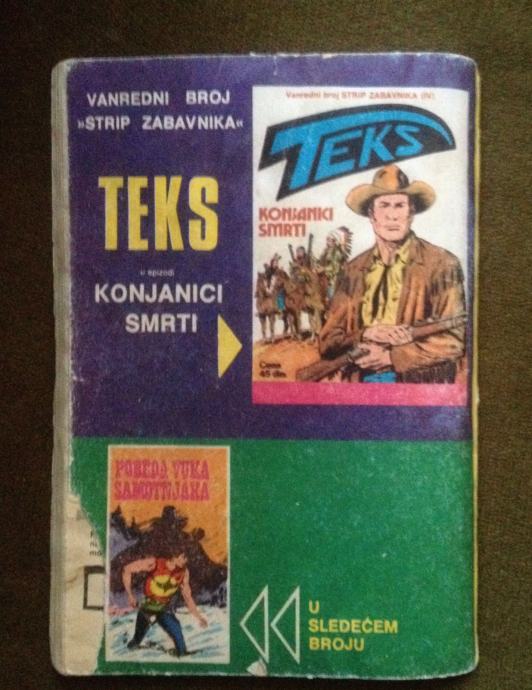 VANREDNI BROJ
»STRIP ZABAVNIKA«
TEKS
u epizodi
KONJANICI
SMRTI
Vanredni broj STRIP ZABAVNIKA (IV)
TEKS
KONJANICI
SMRTI
Cena
45 din
POBEDA VUKA
SAMOTNJAKA
U
SLEDEĆEM
BROJU